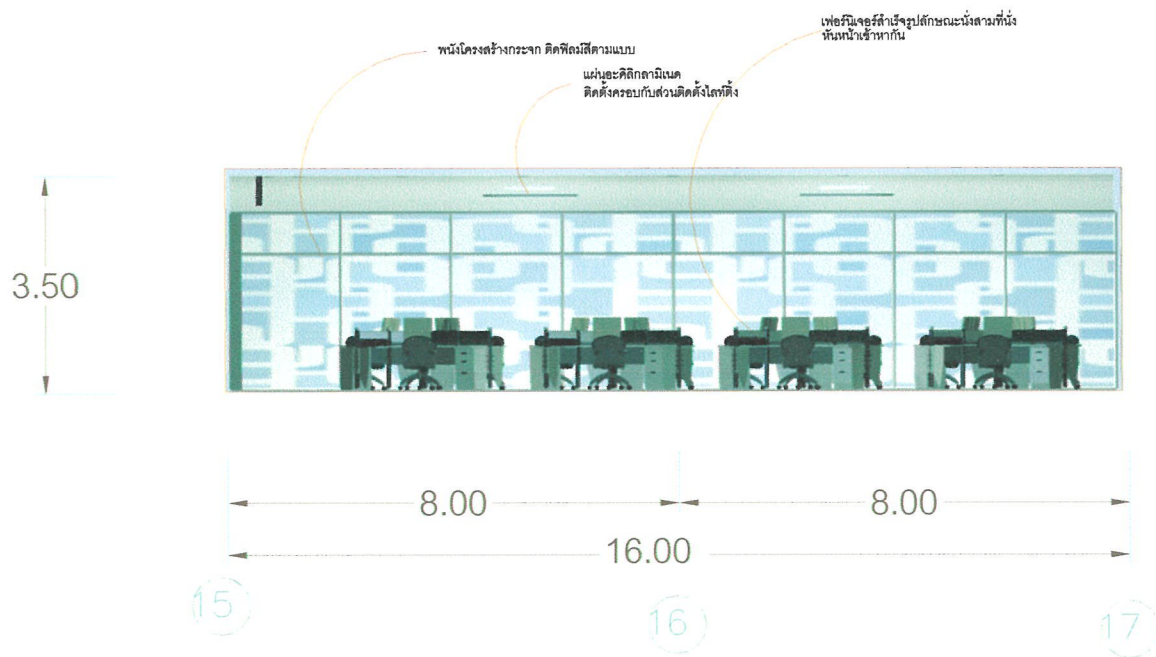 เฟอร์นิเจอร์สำเร็จรูปลักษณะนั่งสามที่นั่ง
หันหน้าเข้าหากัน
พนังโครงสร้างกระจก ติดฟิลม์สีตามแบบ
แผ่นอะคิลิกลามิเนต
ติดตั้งครอบกับส่วนติดตั้งไลท์ติ้ง
3.50
8.00
8.00
16.00
15
16
17